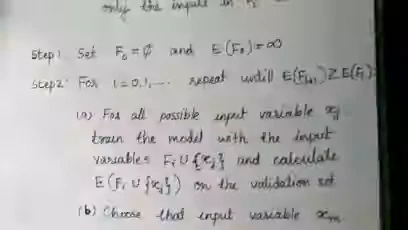 only the inputs in F
Step 1 Set F₀ = ∅ and E(F₀) = ∞
Step 2 For i = 0,1,.... repeat untill E(Fᵢ₊₁) ≥ E(Fᵢ)
(a) For all possible input variable xⱼ
train the model with the input
variables Fᵢ ∪ {xⱼ} and calculate
E(Fᵢ ∪ {xⱼ}) on the validation set
(b) Choose that input variable xₘ